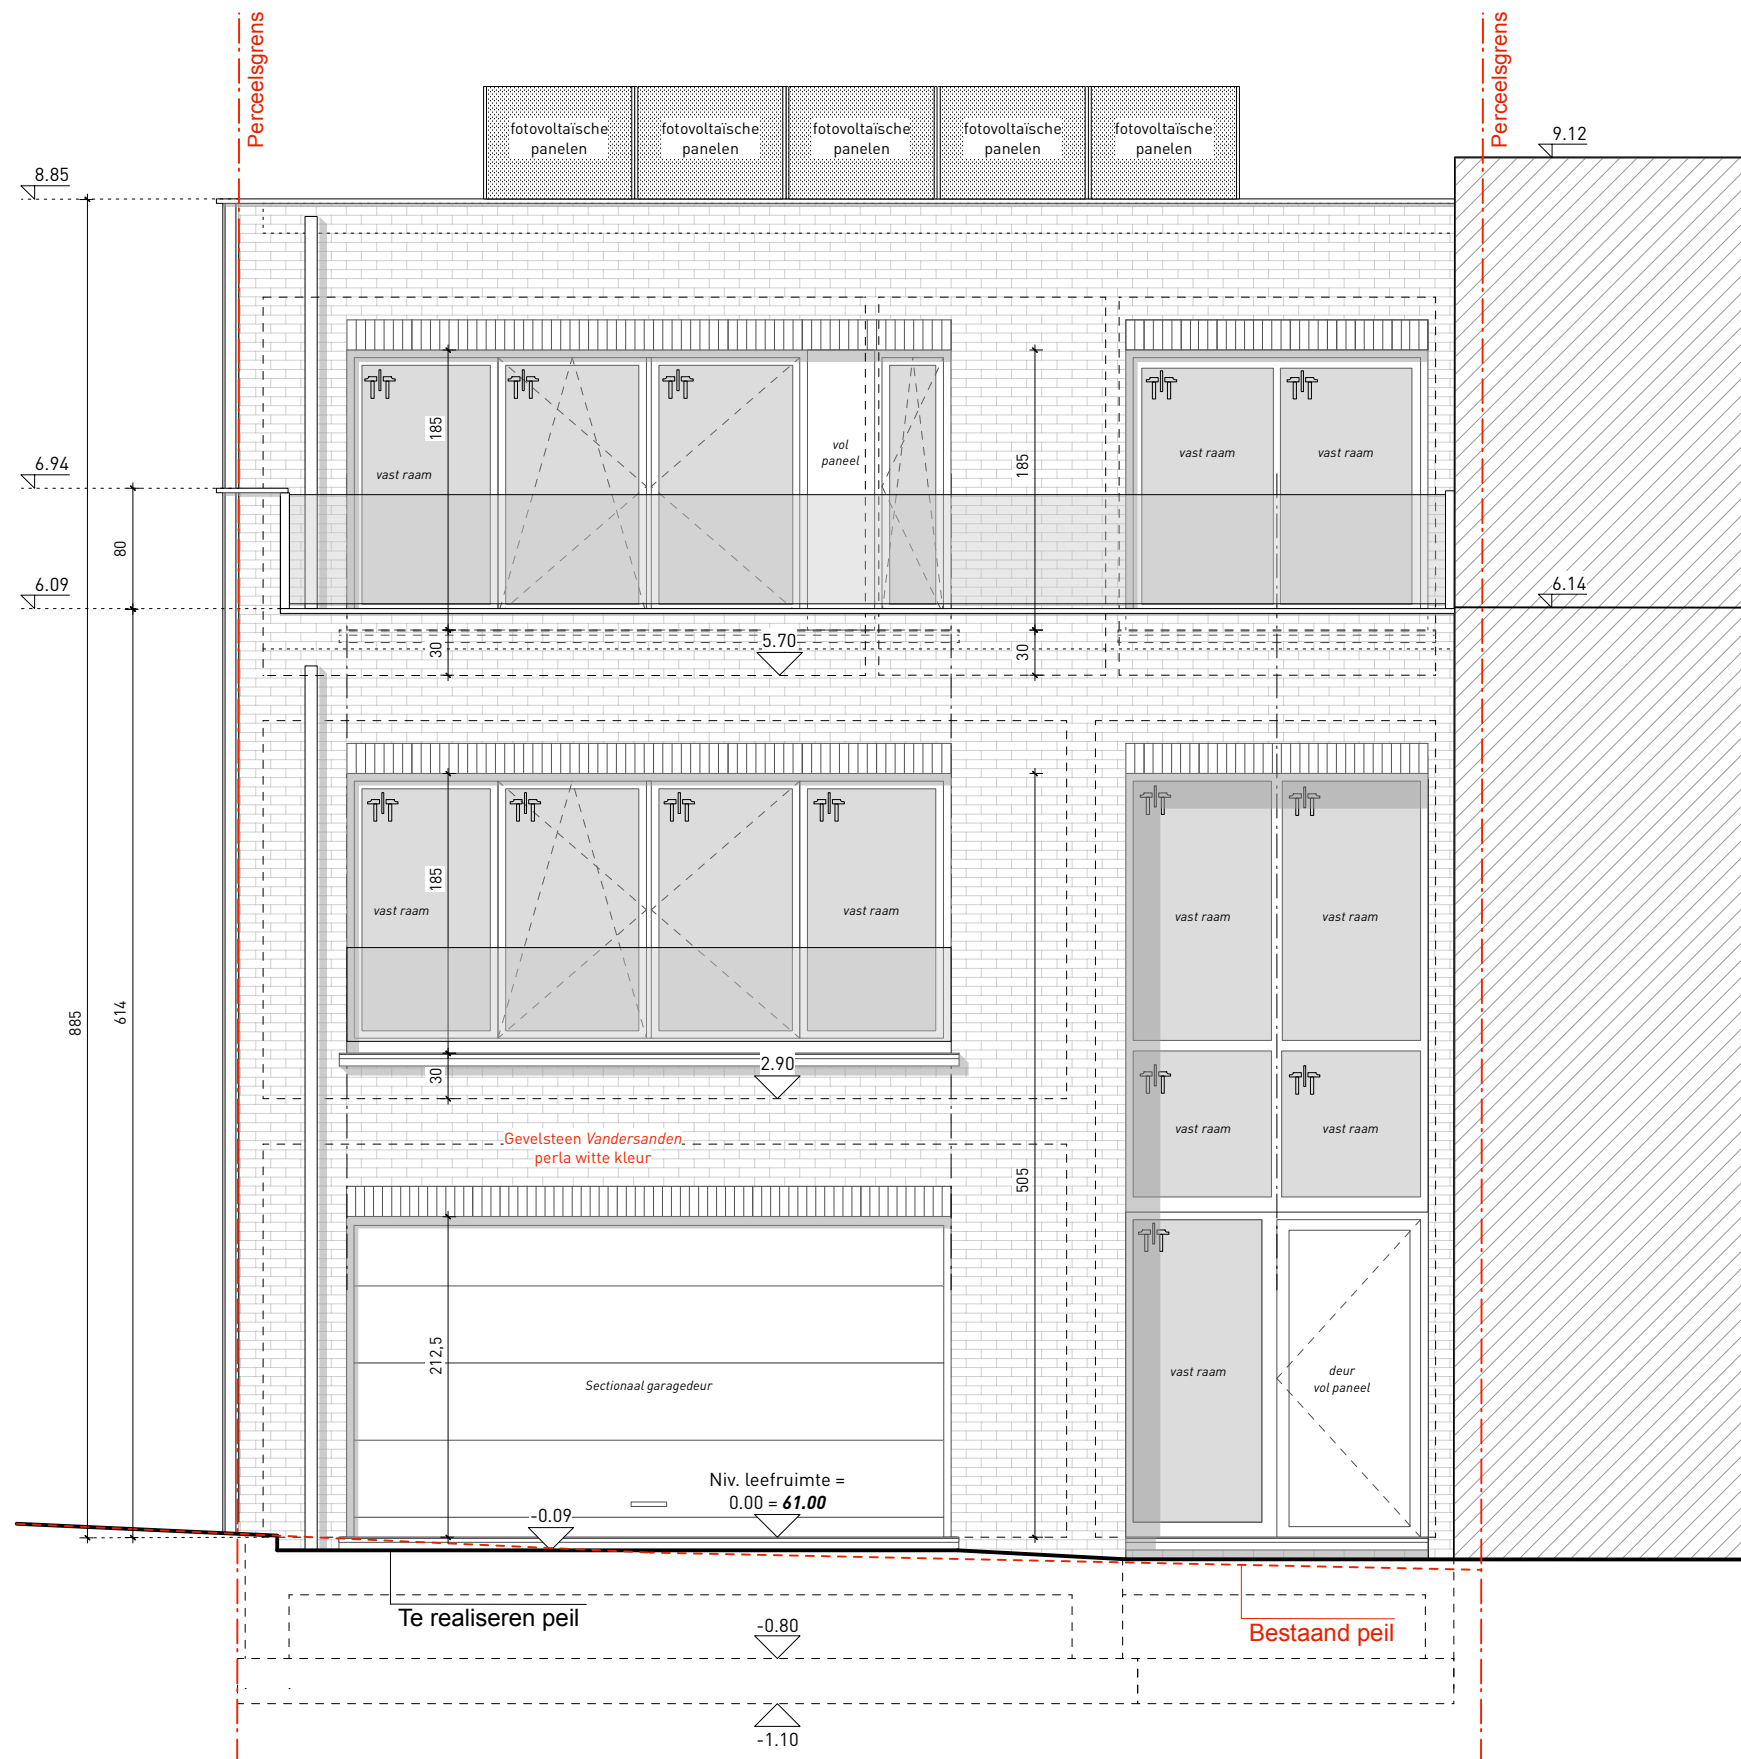 Perceelsgrens
Perceelsgrens
fotovoltaïsche
panelen
fotovoltaïsche
panelen
fotovoltaïsche
panelen
fotovoltaïsche
panelen
fotovoltaïsche
panelen
9.12
8.85
185
vast raam
vol
paneel
185
vast raam
vast raam
6.94
80
6.09
6.14
30
5.70
30
185
vast raam
vast raam
vast raam
vast raam
885
614
30
2.90
Gevelsteen Vandersanden
perla witte kleur
vast raam
vast raam
505
212,5
Sectionaal garagedeur
vast raam
deur
vol paneel
Niv. leefruimte =
0.00 = 61.00
-0.09
Te realiseren peil
Bestaand peil
-0.80
-1.10